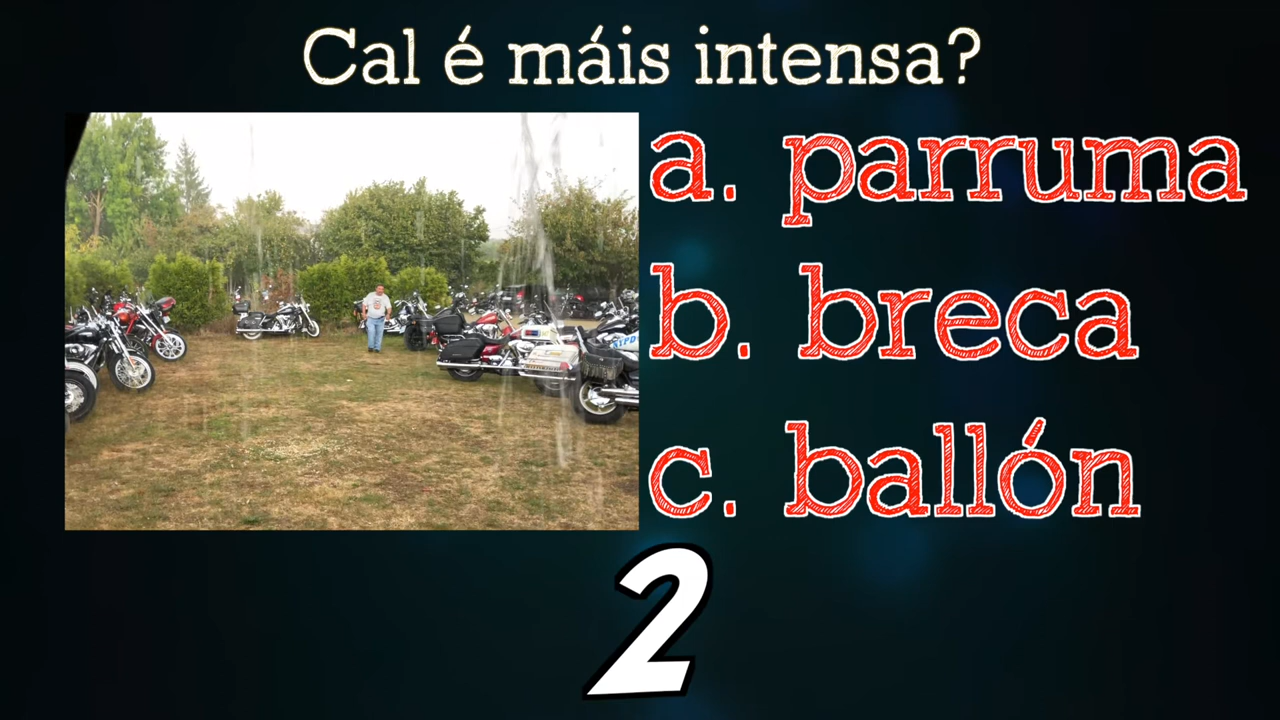 Cal é máis intensa?
a. parruma
b. breca
c. ballón
2